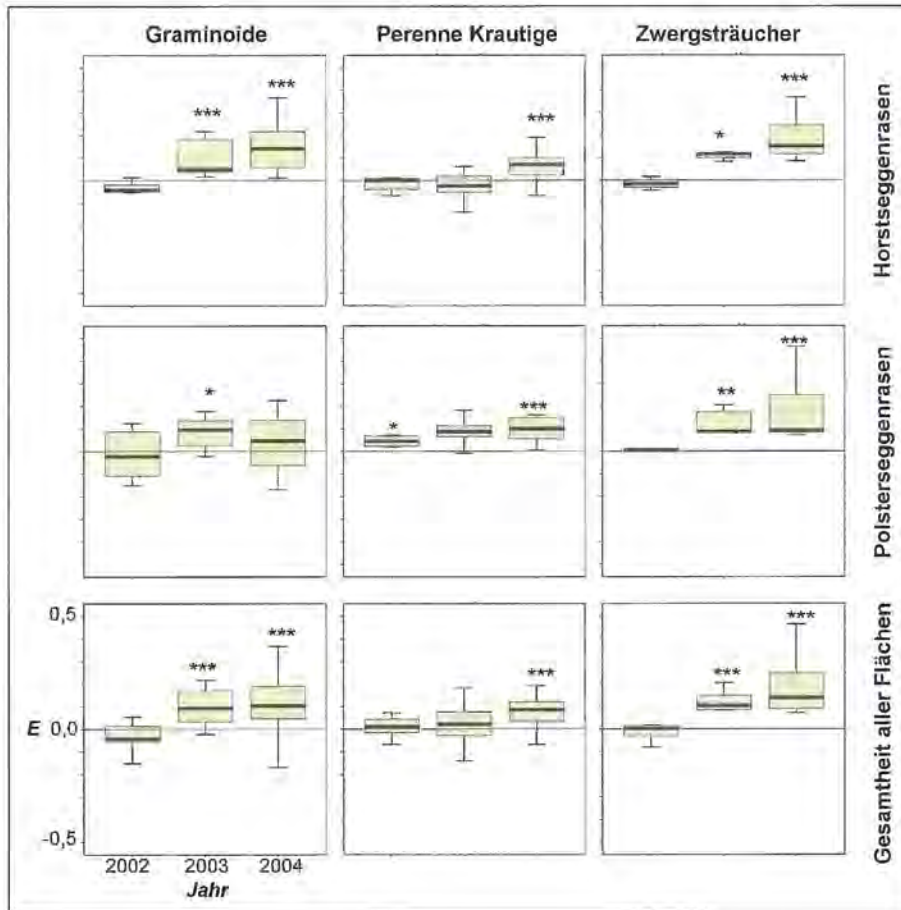 Graminoide Perenne Krautige Zwergsträucher
*** *** *** * ***
Horstseggenrasen
* * *** ** ***
Polsterseggenrasen
0,5
*** *** *** *** ***
E 0,0
-0,5
Gesamtheit aller Flächen
2002 2003 2004
Jahr